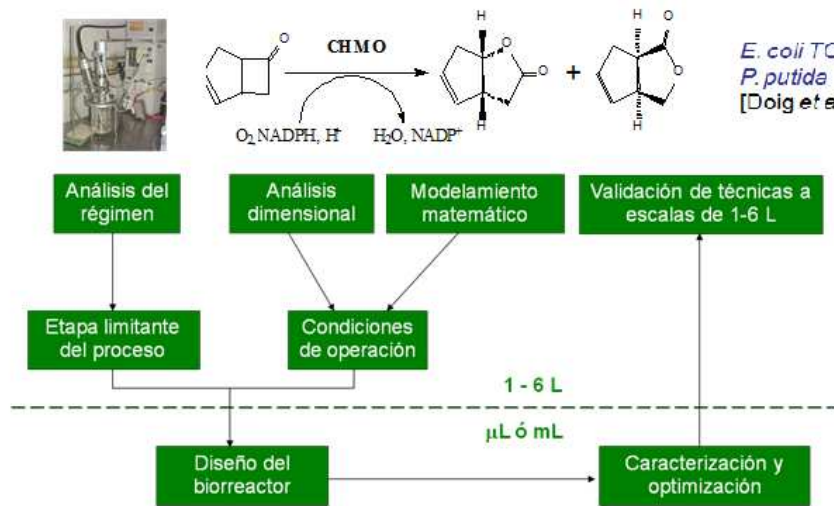 CHMO
O
O
O
O
O
H
H
H
H
+
O₂ NADPH, H⁺
H₂O, NADP⁺
E. coli
P. putida
[Doig et
Análisis del
régimen
Análisis
dimensional
Modelamiento
matemático
Validación de técnicas a
escalas de 1-6 L
Etapa limitante
del proceso
Condiciones
de operación
1 - 6 L
μL ó mL
Diseño del
biorreactor
Caracterización y
optimización